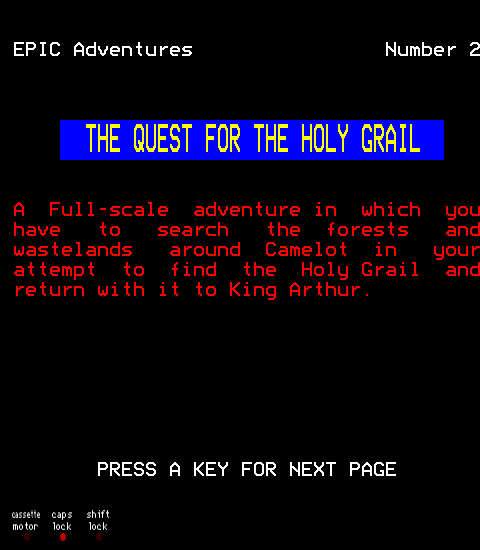 EPIC Adventures Number 2
THE QUEST FOR THE HOLY GRAIL
A Full-scale adventure in which you
have to search the forests and
wastelands around Camelot in your
attempt to find the Holy Grail and
return with it to King Arthur.
PRESS A KEY FOR NEXT PAGE
cassette caps shift
motor lock lock